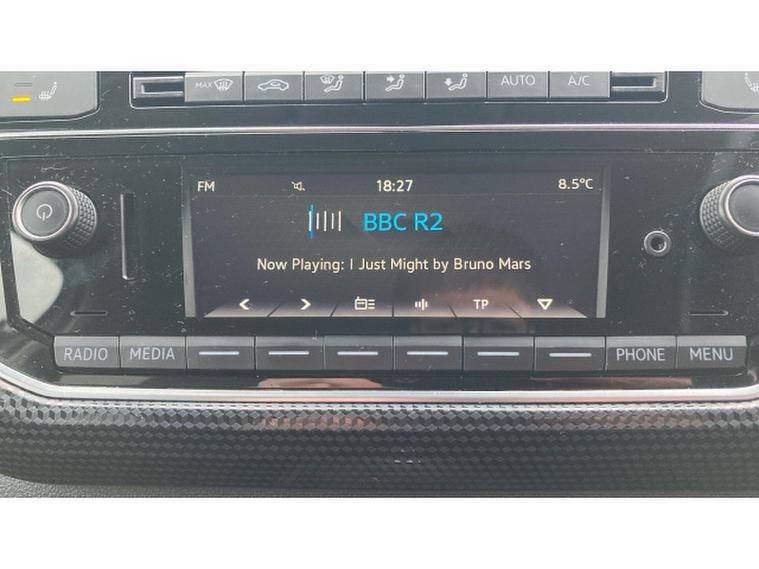 MAX
AUTO
A/C
FM 18:27 8.5°C
BBC R2
Now Playing: I Just Might by Bruno Mars
TP
RADIO MEDIA PHONE MENU